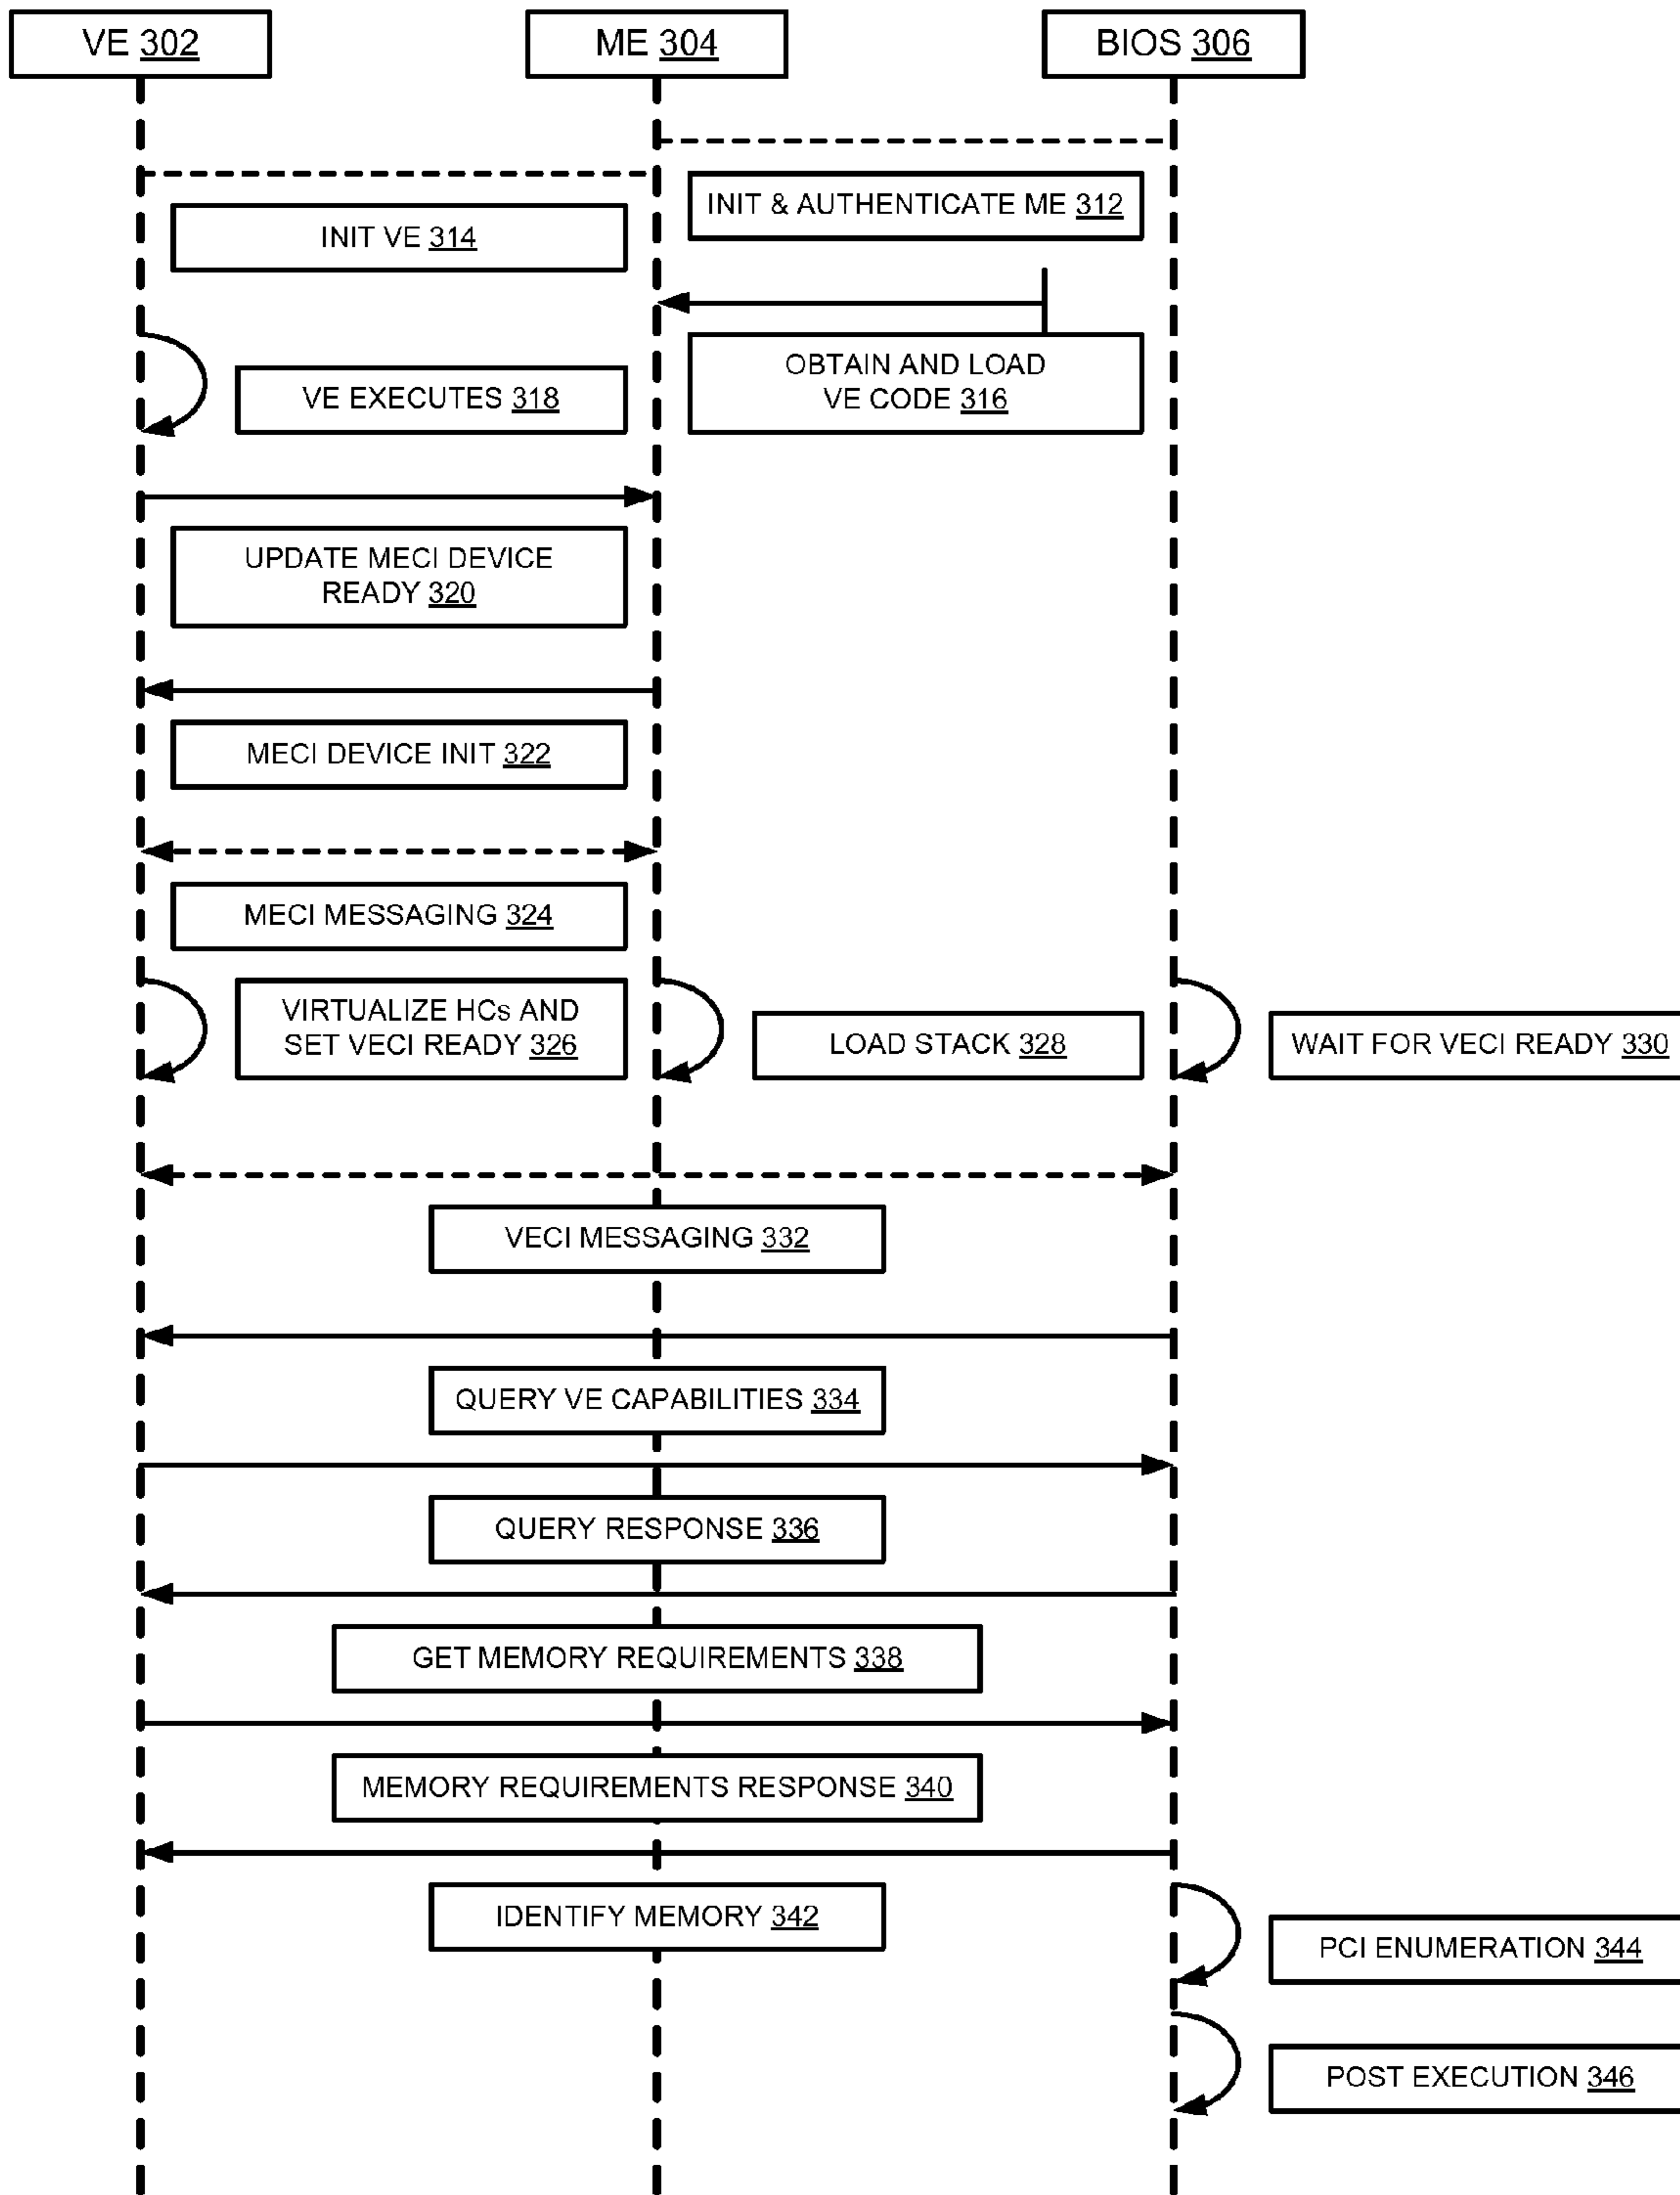 VE 302
ME 304
BIOS 306
INIT & AUTHENTICATE ME 312
INIT VE 314
OBTAIN AND LOAD
VE CODE 316
VE EXECUTES 318
UPDATE MECI DEVICE
READY 320
MECI DEVICE INIT 322
MECI MESSAGING 324
VIRTUALIZE HCs AND
SET VECI READY 326
LOAD STACK 328
WAIT FOR VECI READY 330
VECI MESSAGING 332
QUERY VE CAPABILITIES 334
QUERY RESPONSE 336
GET MEMORY REQUIREMENTS 338
MEMORY REQUIREMENTS RESPONSE 340
IDENTIFY MEMORY 342
PCI ENUMERATION 344
POST EXECUTION 346